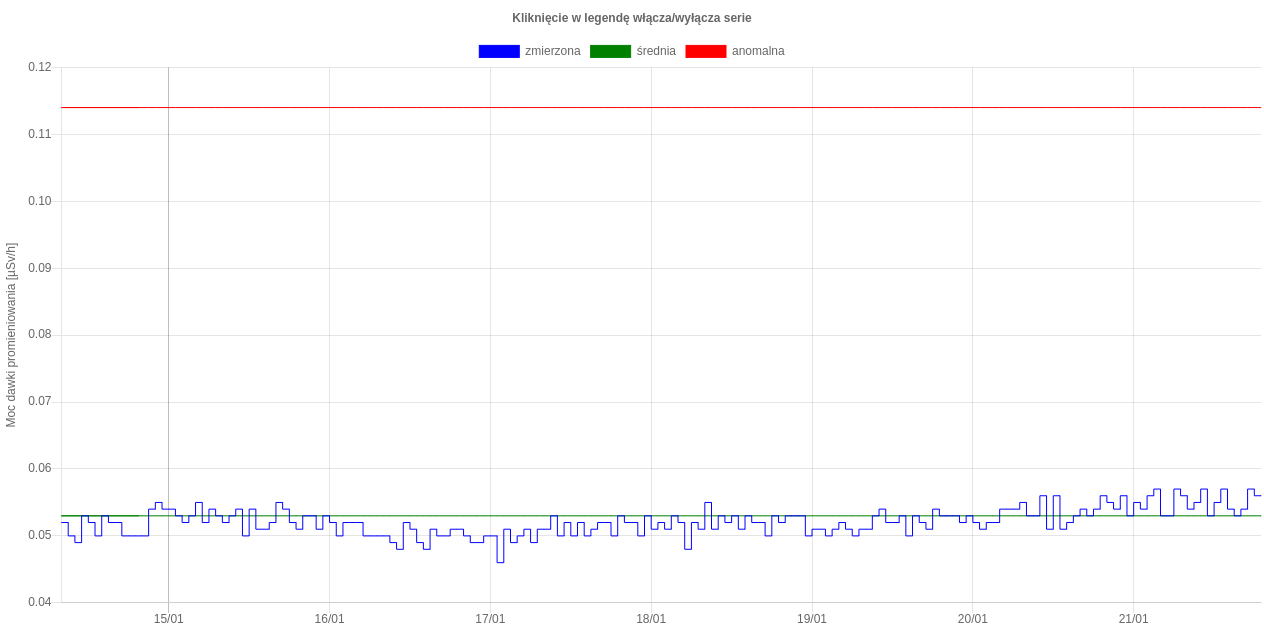 Kliknięcie w legendę włącza/wyłącza serie
zmierzona średnia anomalna
Moc dawki promieniowania [µSv/h]
0.12
0.11
0.10
0.09
0.08
0.07
0.06
0.05
0.04
15/01 16/01 17/01 18/01 19/01 20/01 21/01